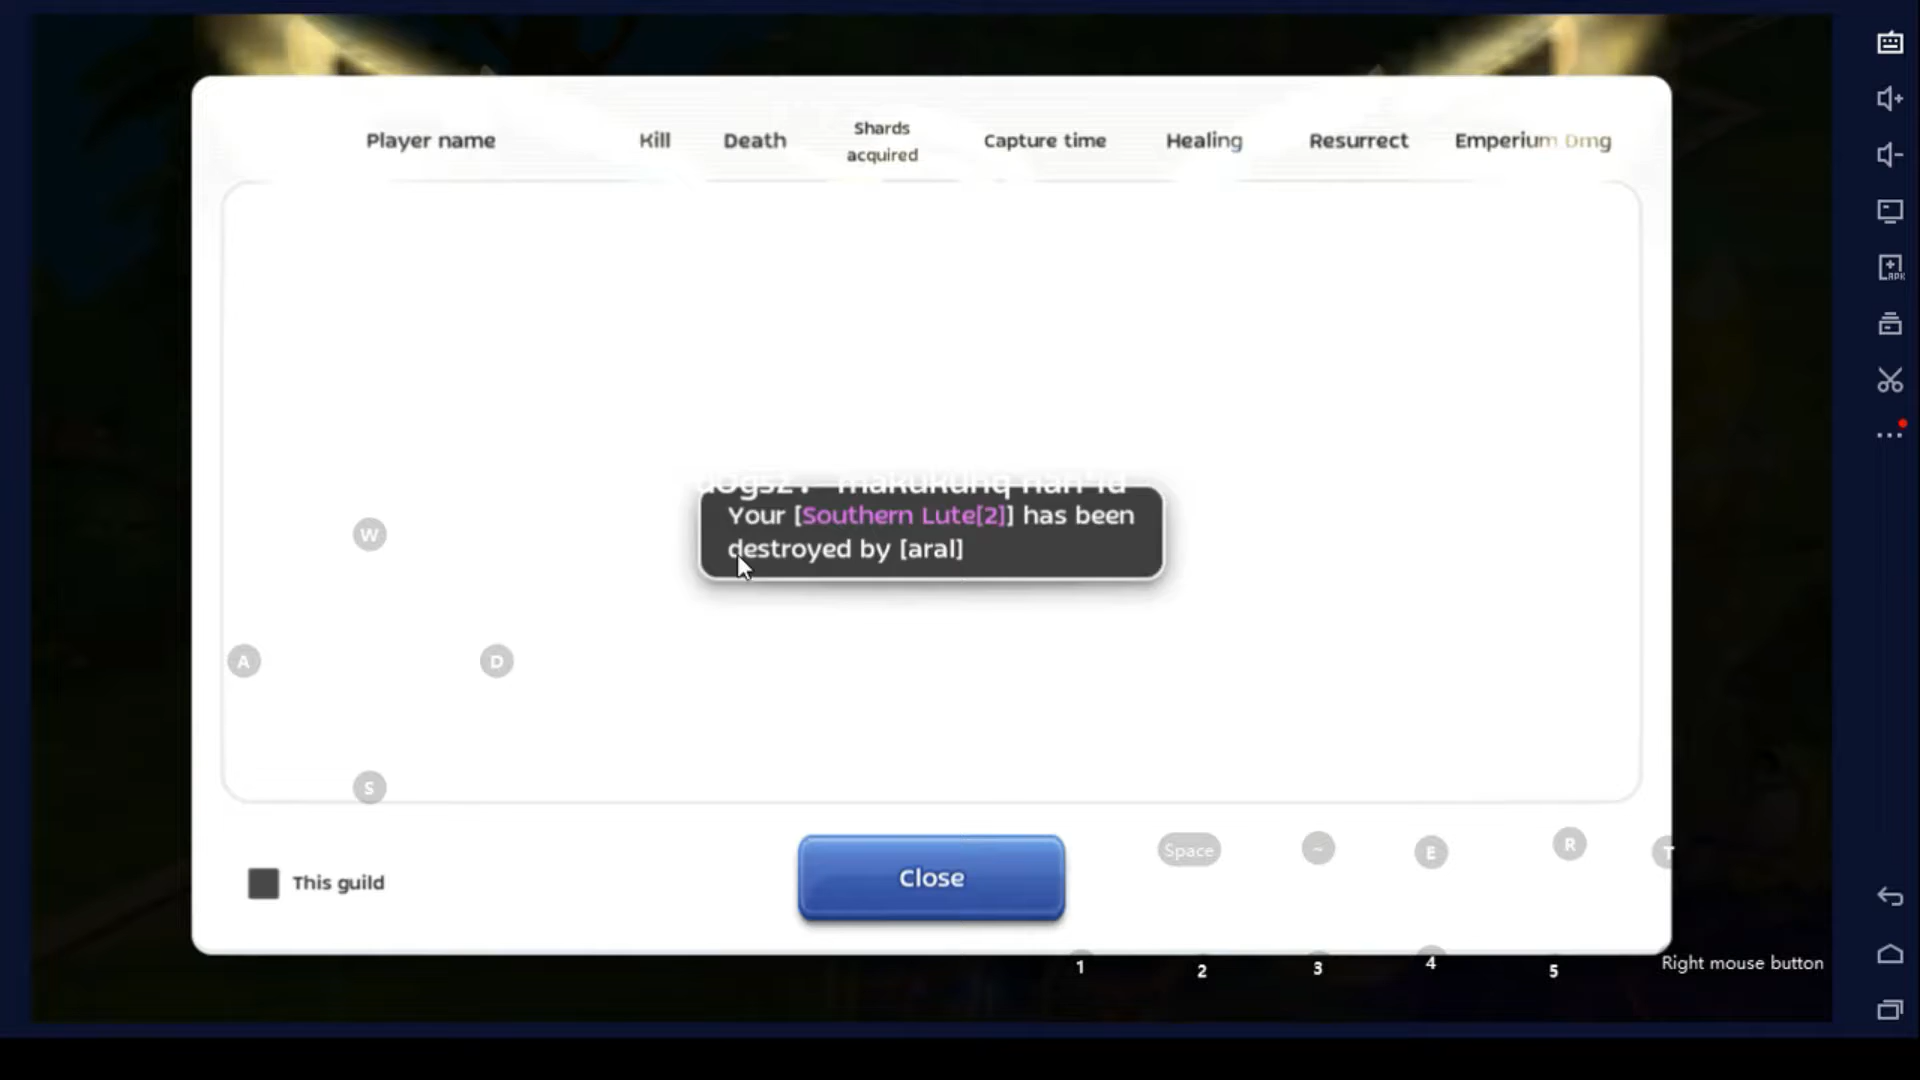 Player name
Kill
Death
Shards
acquired
Capture time
Healing
Resurrect
Emperium Dmg
Your [Southern Lute[2]] has been
destroyed by [aral]
W
A
D
S
Space
~
E
R
T
This guild
Close
1
2
3
4
5
Right mouse button